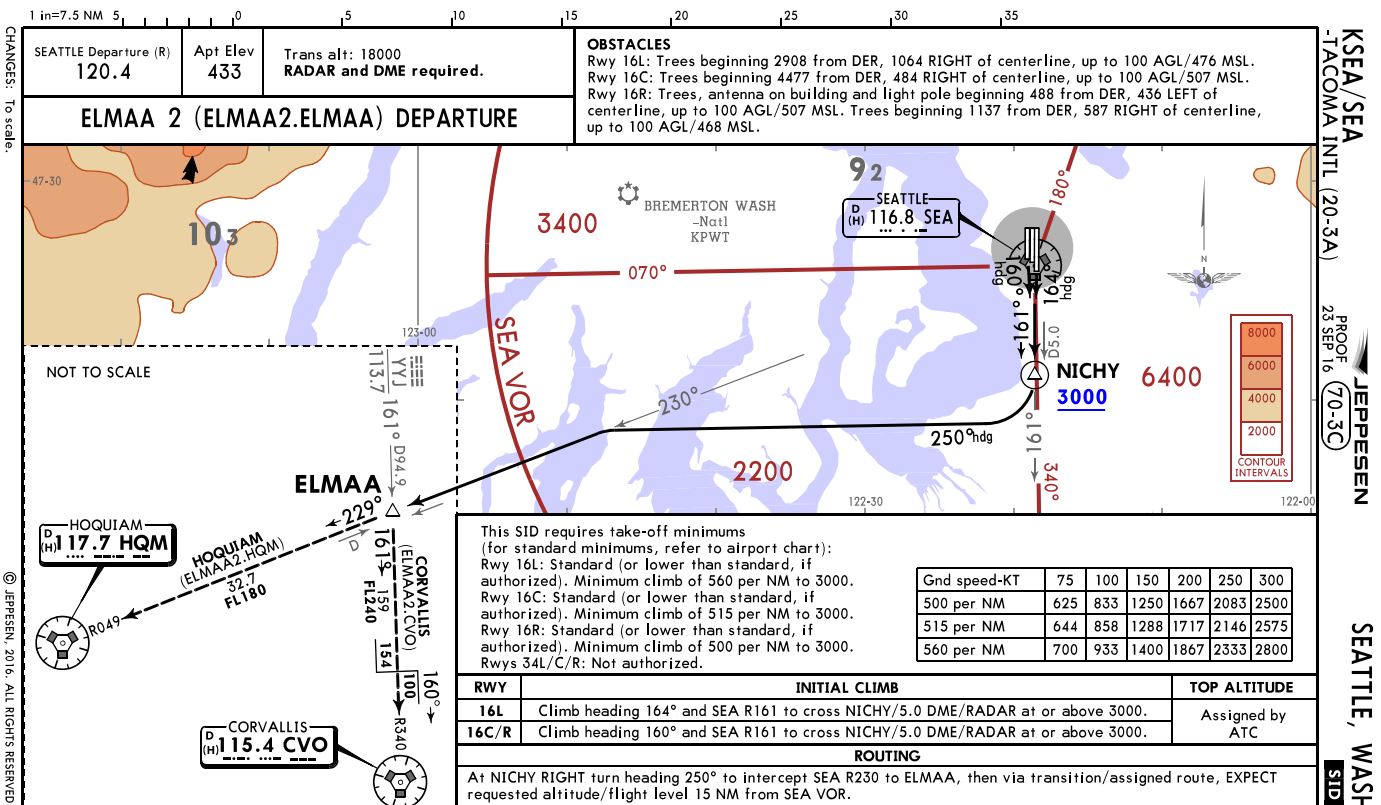 1 in=7.5 NM 5 0 5 10 15 20 25 30 35
CHANGES: To scale.
© JEPPESEN, 2016. ALL RIGHTS RESERVED
KSEA/SEA
-TACOMA INTL (20-3A)
PROOF
23 SEP 16
70-3C
JEPPESEN
SEATTLE, WASH
SID
SEATTLE Departure (R)
120.4
Apt Elev
433
Trans alt: 18000
RADAR and DME required.
ELMAA 2 (ELMAA2.ELMAA) DEPARTURE
OBSTACLES
Rwy 16L: Trees beginning 2908 from DER, 1064 RIGHT of centerline, up to 100 AGL/476 MSL.
Rwy 16C: Trees beginning 4477 from DER, 484 RIGHT of centerline, up to 100 AGL/507 MSL.
Rwy 16R: Trees, antenna on building and light pole beginning 488 from DER, 436 LEFT of
centerline, up to 100 AGL/507 MSL. Trees beginning 1137 from DER, 587 RIGHT of centerline,
up to 100 AGL/468 MSL.
47-30
103
92
3400
BREMERTON WASH
-Natl
KPWT
SEATTLE
D
(H) 116.8 SEA
180°
070°
160°
hdg
164°
hdg
161°
D5.0
NICHY
3000
6400
N
8000
6000
4000
2000
CONTOUR
INTERVALS
123-00
SEA VOR
230°
250°hdg
161°
340°
2200
122-30
122-00
NOT TO SCALE
YYJ
113.7
161°
D94.9
ELMAA
229°
D
HOQUIAM
D
(H) 117.7 HQM
HOQUIAM
(ELMAA2.HQM)
32.7
FL180
R049
161°
159
FL240
CORVALLIS
(ELMAA2.CVO)
154
100
160°
R340
CORVALLIS
D
(H) 115.4 CVO
This SID requires take-off minimums
(for standard minimums, refer to airport chart):
Rwy 16L: Standard (or lower than standard, if
authorized). Minimum climb of 560 per NM to 3000.
Rwy 16C: Standard (or lower than standard, if
authorized). Minimum climb of 515 per NM to 3000.
Rwy 16R: Standard (or lower than standard, if
authorized). Minimum climb of 500 per NM to 3000.
Rwys 34L/C/R: Not authorized.
Gnd speed-KT 75 100 150 200 250 300
500 per NM 625 833 1250 1667 2083 2500
515 per NM 644 858 1288 1717 2146 2575
560 per NM 700 933 1400 1867 2333 2800
RWY INITIAL CLIMB TOP ALTITUDE
16L Climb heading 164° and SEA R161 to cross NICHY/5.0 DME/RADAR at or above 3000.
16C/R Climb heading 160° and SEA R161 to cross NICHY/5.0 DME/RADAR at or above 3000.
Assigned by
ATC
ROUTING
At NICHY RIGHT turn heading 250° to intercept SEA R230 to ELMAA, then via transition/assigned route, EXPECT
requested altitude/flight level 15 NM from SEA VOR.